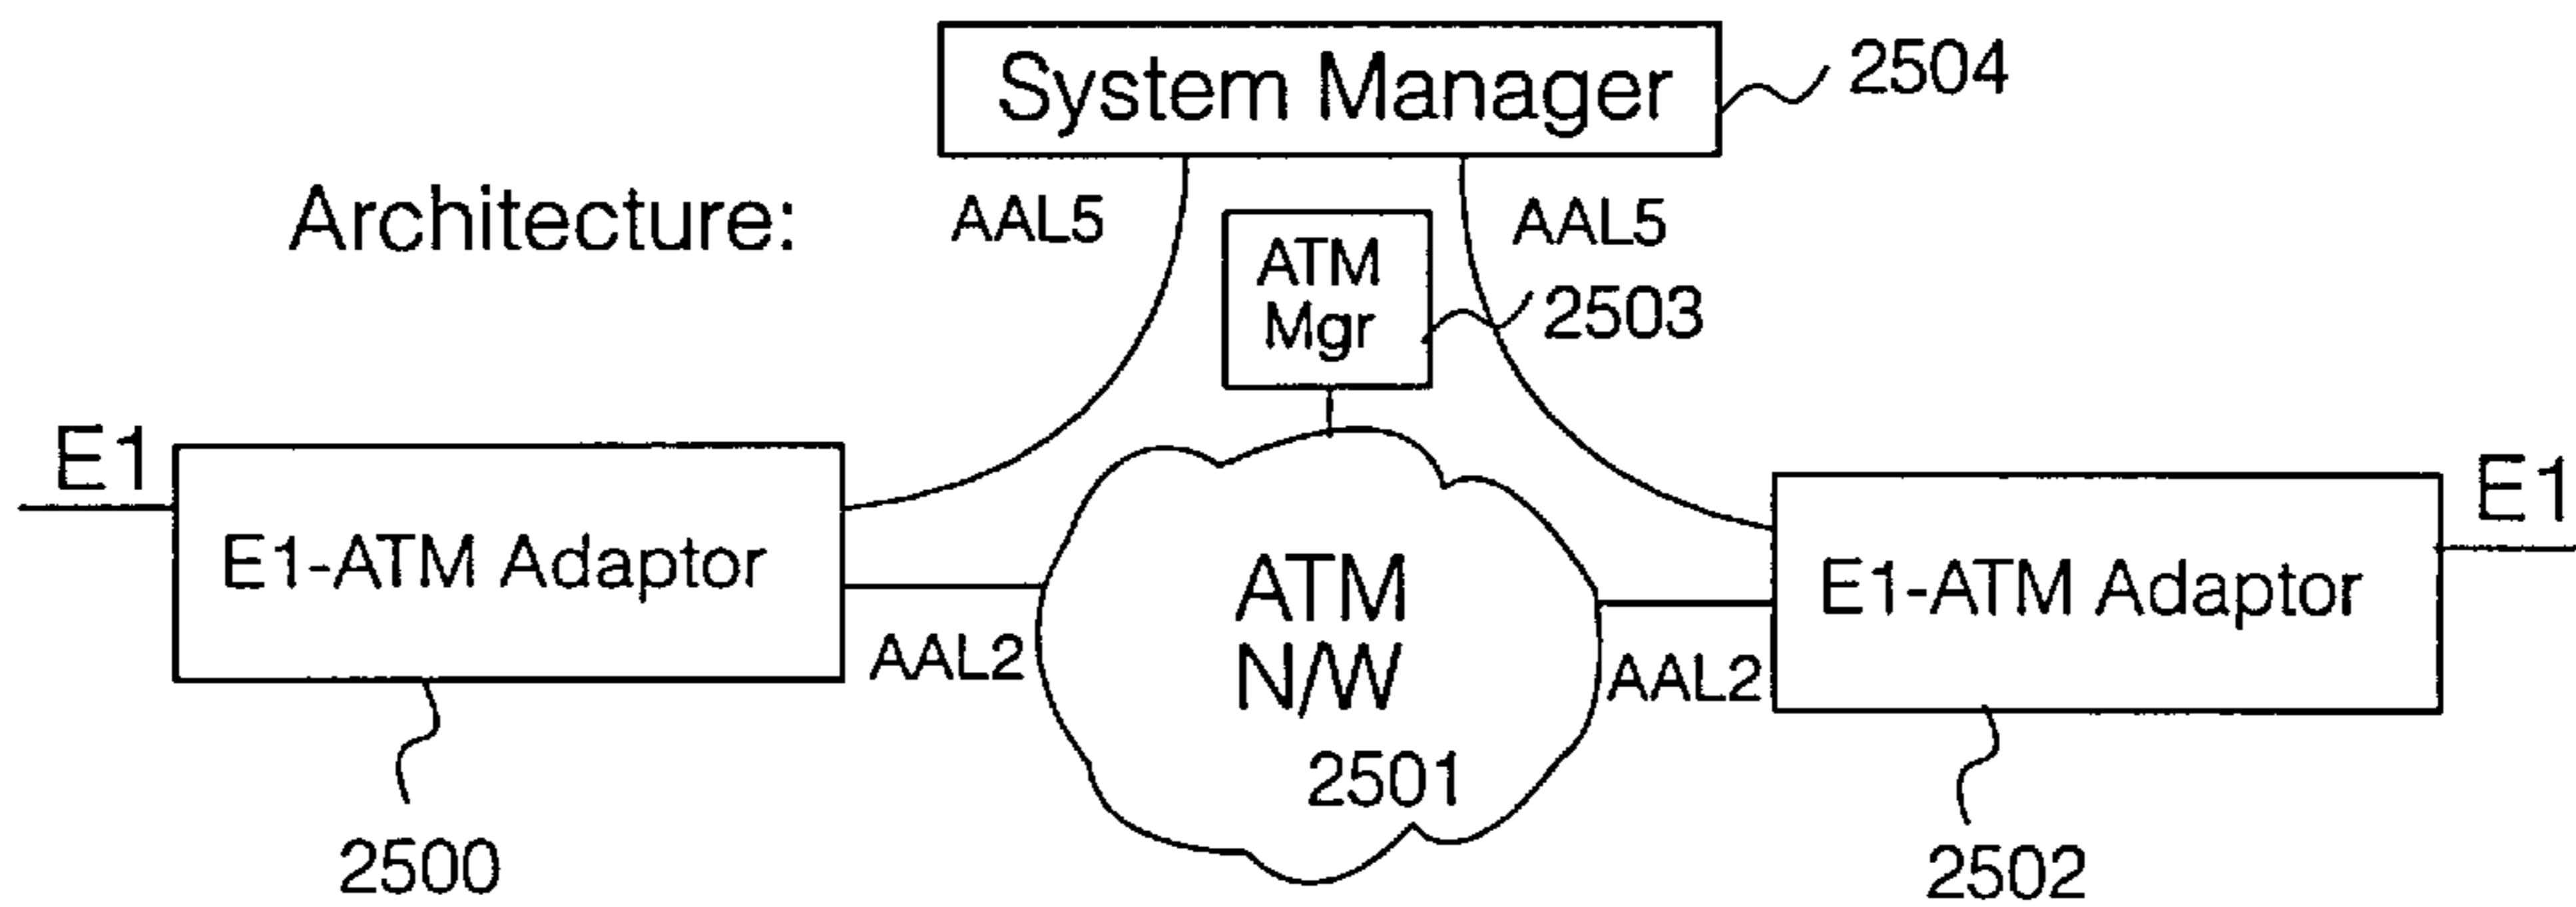 System Manager
2504
Architecture:
AAL5
AAL5
ATM
Mgr
2503
E1
E1-ATM Adaptor
AAL2
2500
ATM
N/W
2501
AAL2
E1-ATM Adaptor
E1
2502